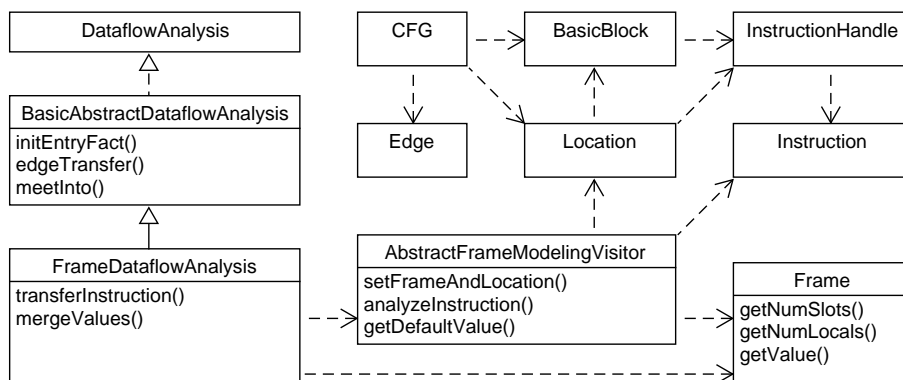 DataflowAnalysis
CFG
BasicBlock
InstructionHandle
BasicAbstractDataflowAnalysis
initEntryFact()
edgeTransfer()
meetInto()
Edge
Location
Instruction
FrameDataflowAnalysis
transferInstruction()
mergeValues()
AbstractFrameModelingVisitor
setFrameAndLocation()
analyzeInstruction()
getDefaultValue()
Frame
getNumSlots()
getNumLocals()
getValue()